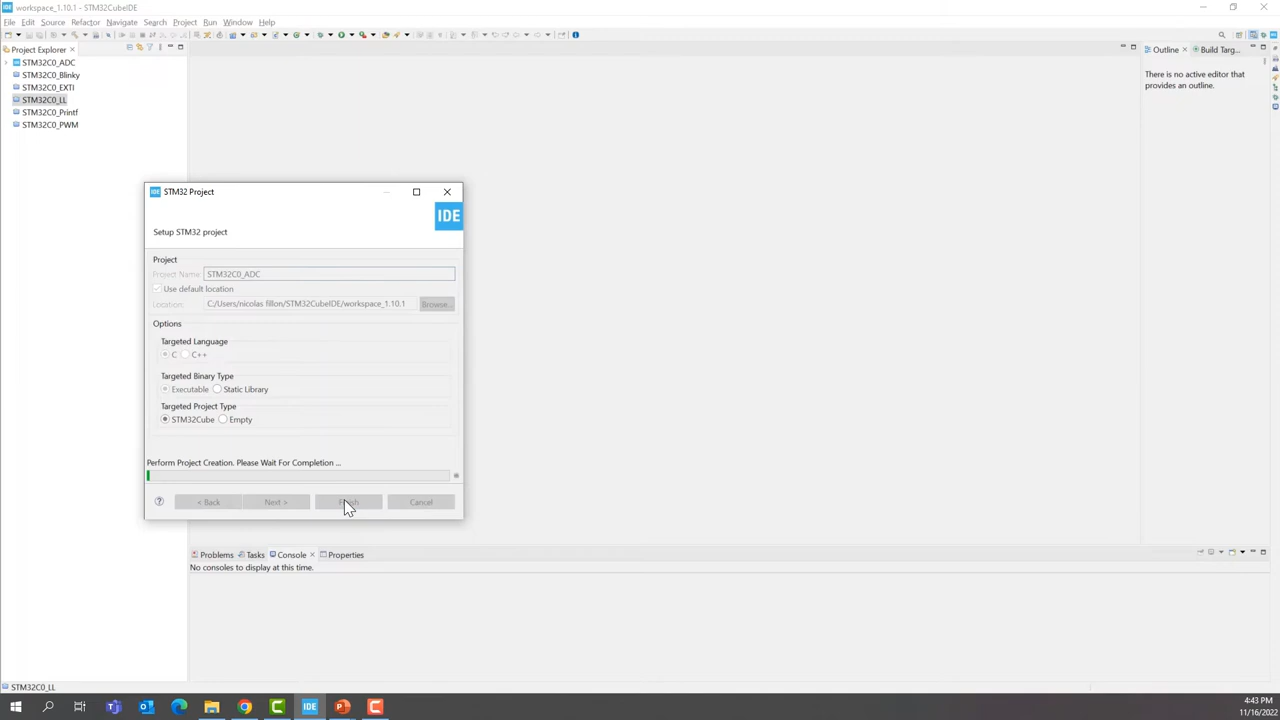 workspace_1.10.1 - STM32CubeIDE
File Edit Source Refactor Navigate Search Project Run Window Help
Project Explorer
STM32C0_ADC
STM32C0_Blinky
STM32C0_EXTI
STM32C0_LL
STM32C0_Printf
STM32C0_PWM
Outline
Build Targ...
There is no active editor that
provides an outline.
IDE STM32 Project
IDE
Setup STM32 project
Project
Project Name: STM32C0_ADC
Use default location
Location: C:/Users/nicolas fillon/STM32CubeIDE/workspace_1.10.1 Browse...
Options
Targeted Language
C C++
Targeted Binary Type
Executable Static Library
Targeted Project Type
STM32Cube Empty
Perform Project Creation. Please Wait For Completion ...
? < Back Next > Finish Cancel
Problems Tasks Console Properties
No consoles to display at this time.
STM32C0_LL
IDE
4:43 PM
11/16/2022